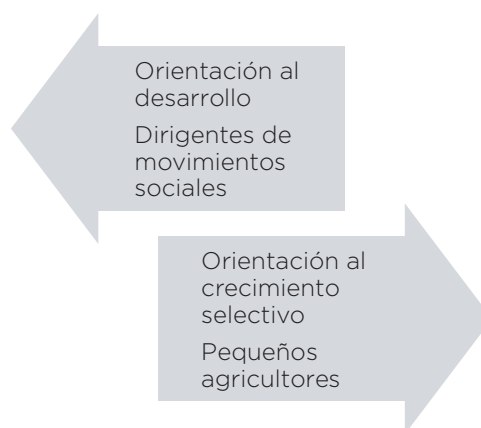 Orientación al
desarrollo
Dirigentes de
movimientos
sociales
Orientación al
crecimiento
selectivo
Pequeños
agricultores